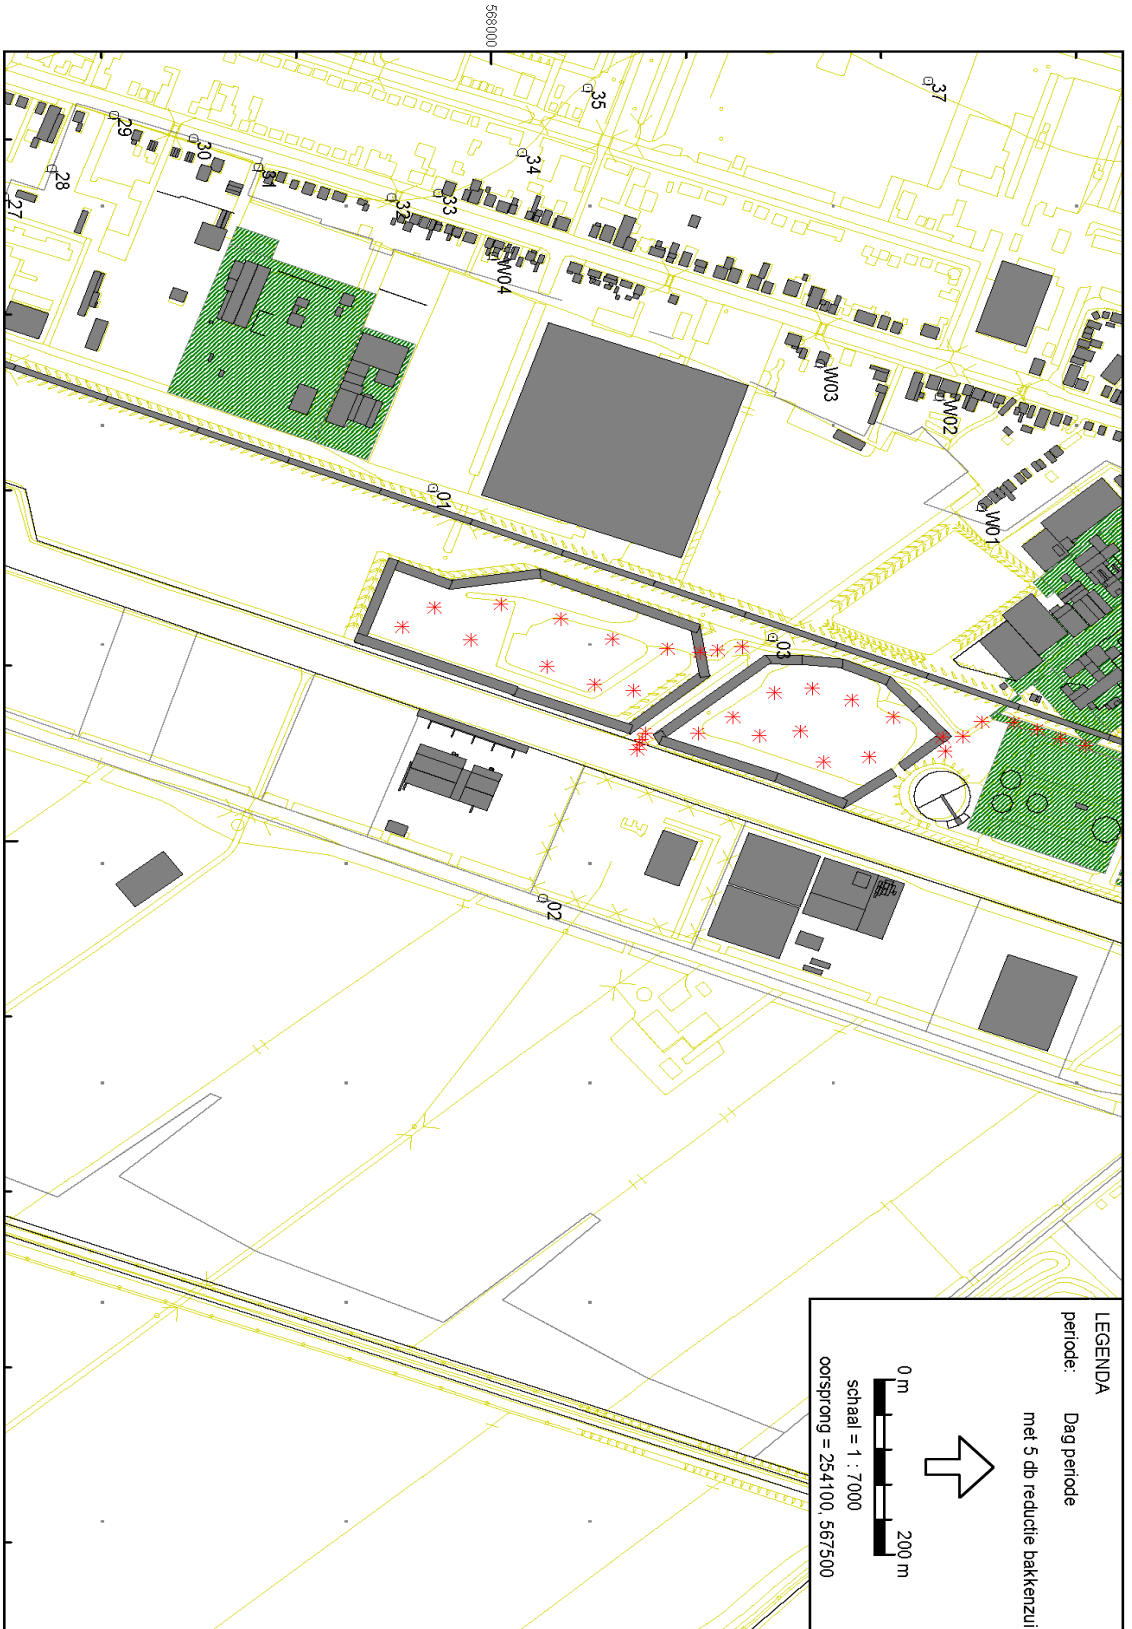 568000
37
35
34
29
30
31
28
27
32
33
W04
W03
W02
W01
01
03
02
LEGENDA
periode: Dag periode
met 5 db reductie bakkenzui
0 m 200 m
schaal = 1 : 7000
oorsprong = 254100, 567500